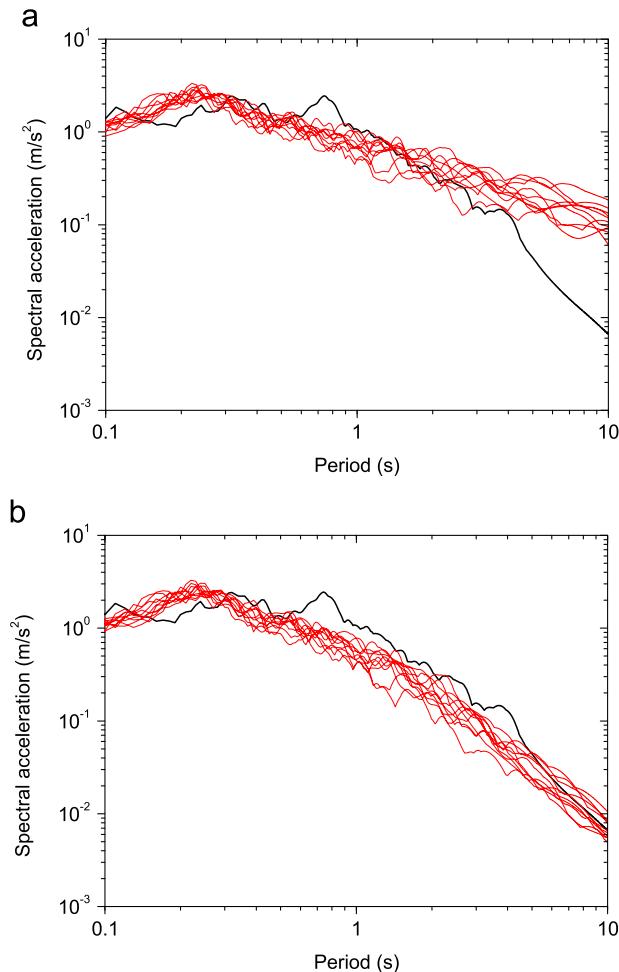 a
10¹
10⁰
10⁻¹
10⁻²
10⁻³
Spectral acceleration (m/s²)
0.1 1 10
Period (s)
b
10¹
10⁰
10⁻¹
10⁻²
10⁻³
Spectral acceleration (m/s²)
0.1 1 10
Period (s)